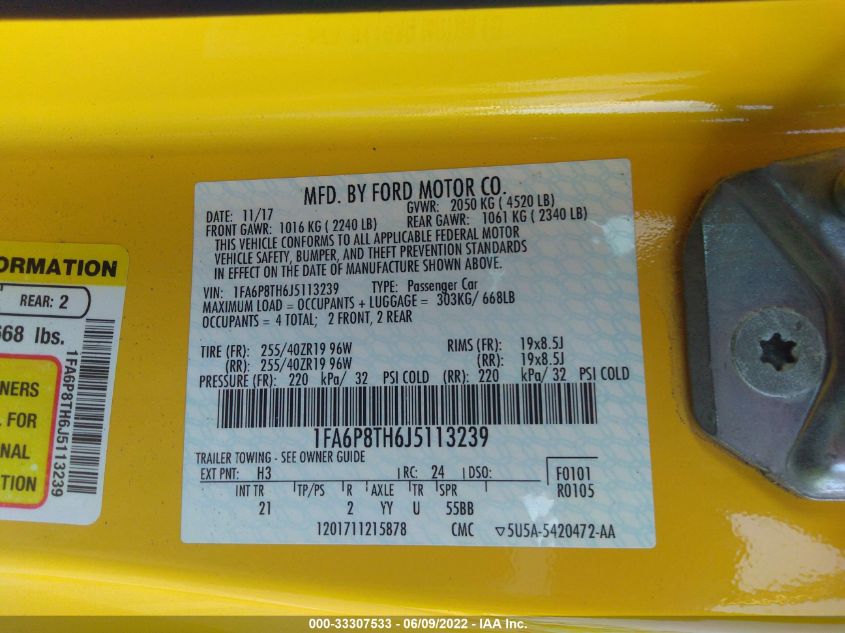 MFD. BY FORD MOTOR CO.
DATE: 11/17 GVWR: 2050 KG ( 4520 LB)
FRONT GAWR: 1016 KG ( 2240 LB) REAR GAWR: 1061 KG ( 2340 LB)
THIS VEHICLE CONFORMS TO ALL APPLICABLE FEDERAL MOTOR
VEHICLE SAFETY, BUMPER, AND THEFT PREVENTION STANDARDS
IN EFFECT ON THE DATE OF MANUFACTURE SHOWN ABOVE.
VIN: 1FA6P8TH6J5113239 TYPE: Passenger Car
MAXIMUM LOAD = OCCUPANTS + LUGGAGE = 303KG/ 668LB
OCCUPANTS = 4 TOTAL; 2 FRONT, 2 REAR
TIRE (FR): 255/40ZR19 96W RIMS (FR): 19x8.5J
(RR): 255/40ZR19 96W (RR): 19x8.5J
PRESSURE (FR): 220 kPa/ 32 PSI COLD (RR): 220 kPa/ 32 PSI COLD
1FA6P8TH6J5113239
TRAILER TOWING - SEE OWNER GUIDE
EXT PNT: H3 RC: 24 DSO: F0101
R0105
INT TR TP/PS R AXLE TR SPR
21 2 YY U 55BB
1201711215878 CMC ▽5U5A-5420472-AA
ORMATION
REAR: 2
668 lbs.
NERS
L FOR
NAL
TION
1FA6P8TH6J5113239
000-33307533 - 06/09/2022 - IAA Inc.